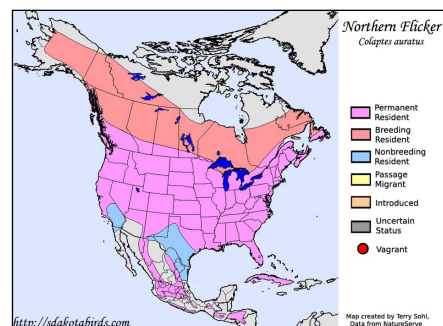 Northern Flicker
Colaptes auratus
Permanent
Resident
Breeding
Resident
Nonbreeding
Resident
Passage
Migrant
Introduced
Uncertain
Status
Vagrant
http://sdakotabirds.com
Map created by Terry Sohl,
Data from NatureServe